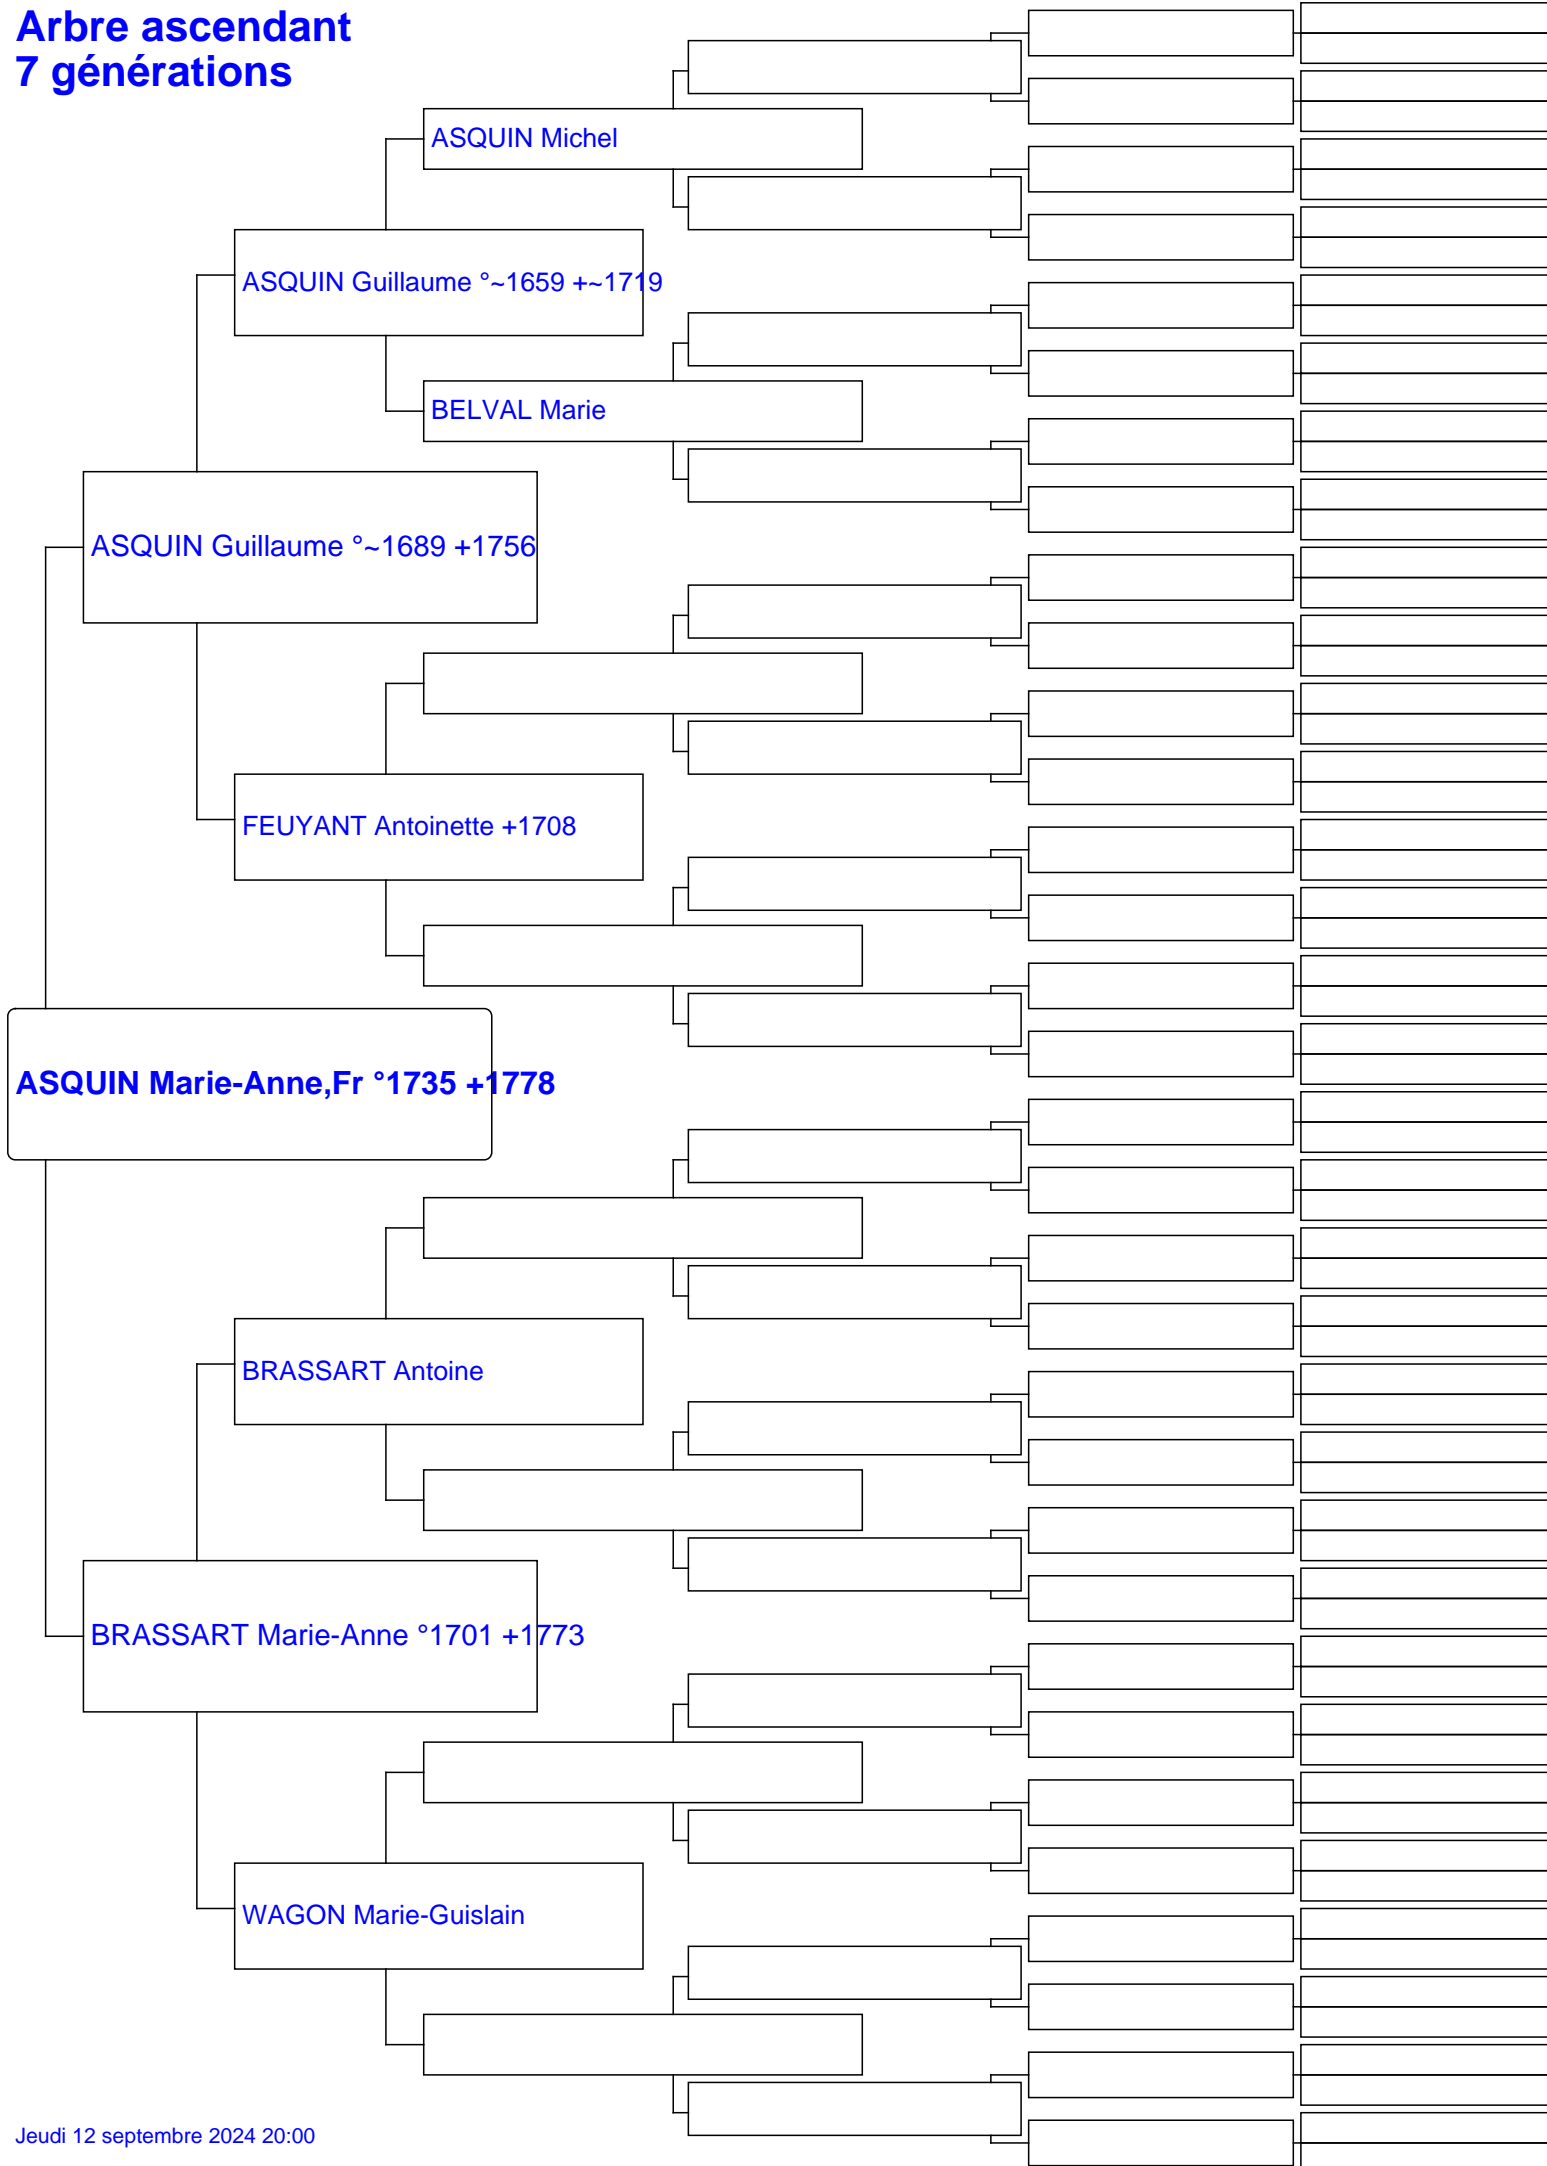 Arbre ascendant
7 générations
ASQUIN Michel
ASQUIN Guillaume °~1659 +~1719
BELVAL Marie
ASQUIN Guillaume °~1689 +1756
FEUYANT Antoinette +1708
ASQUIN Marie-Anne,Fr °1735 +1778
BRASSART Antoine
BRASSART Marie-Anne °1701 +1773
WAGON Marie-Guislain
Jeudi 12 septembre 2024 20:00